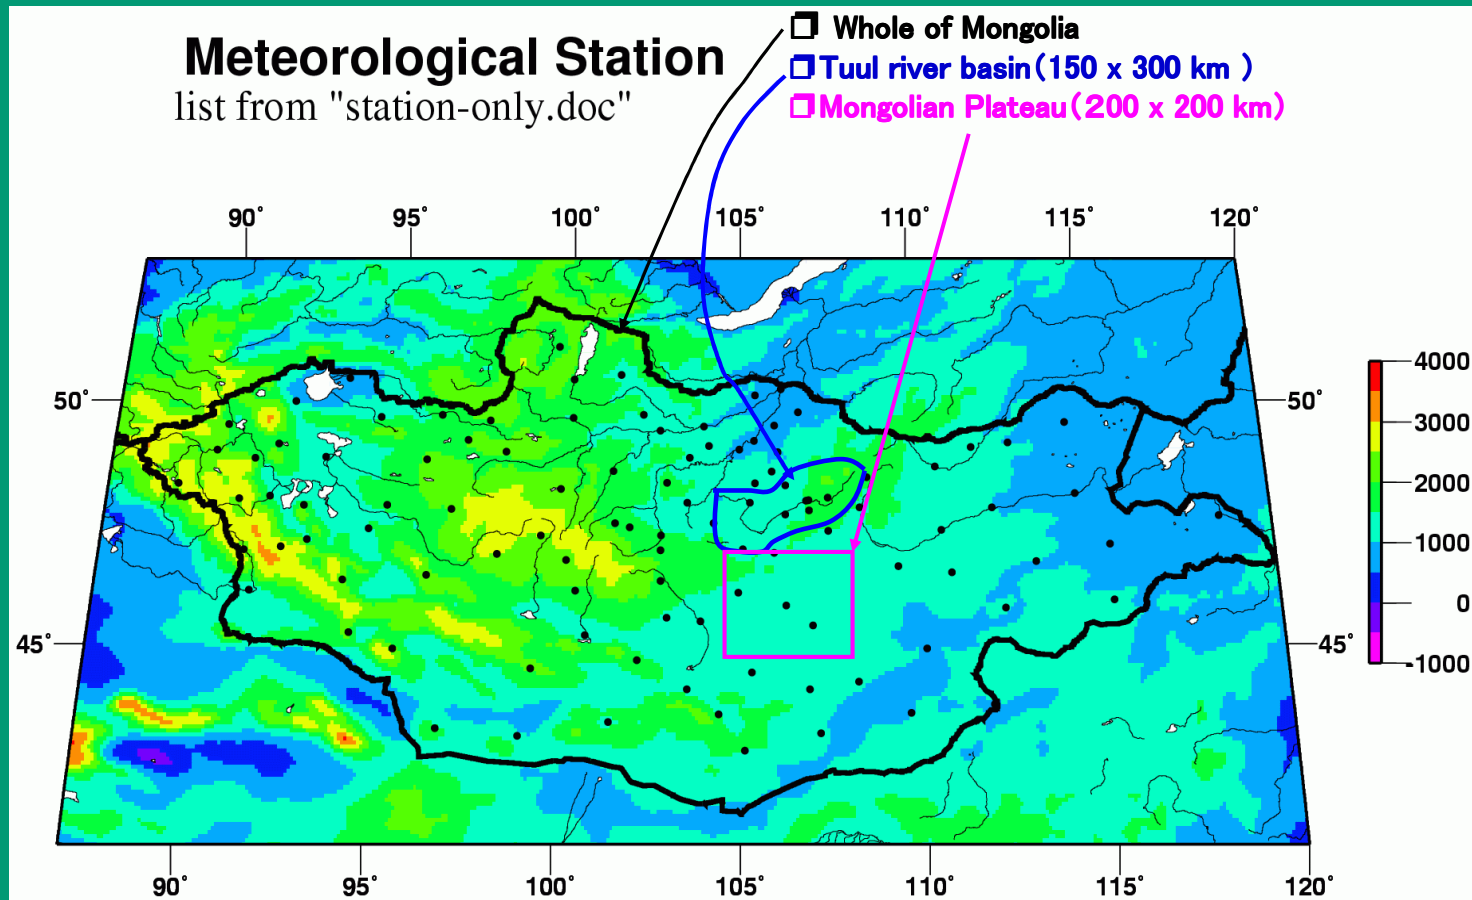 Meteorological Station
list from "station-only.doc"
Whole of Mongolia
Tuul river basin(150 x 300 km )
Mongolian Plateau(200 x 200 km)
90° 95° 100° 105° 110° 115° 120°
50° 50°
45° 45°
90° 95° 100° 105° 110° 115° 120°
4000
3000
2000
1000
0
-1000